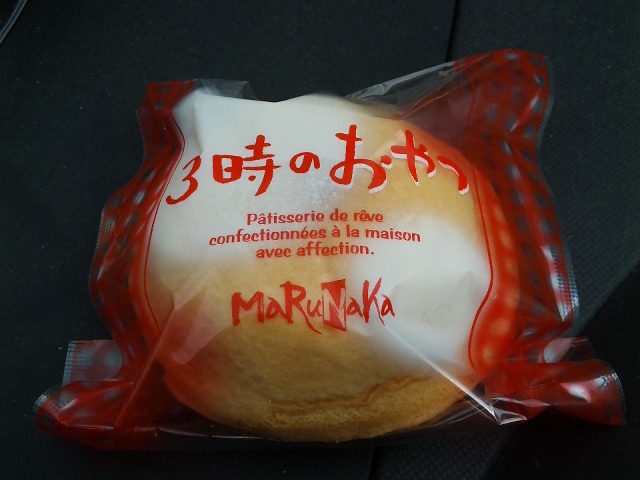 3時のおやつ
Pâtisserie de rêve
confectionnées à la maison
avec affection.
MaRuNaKa